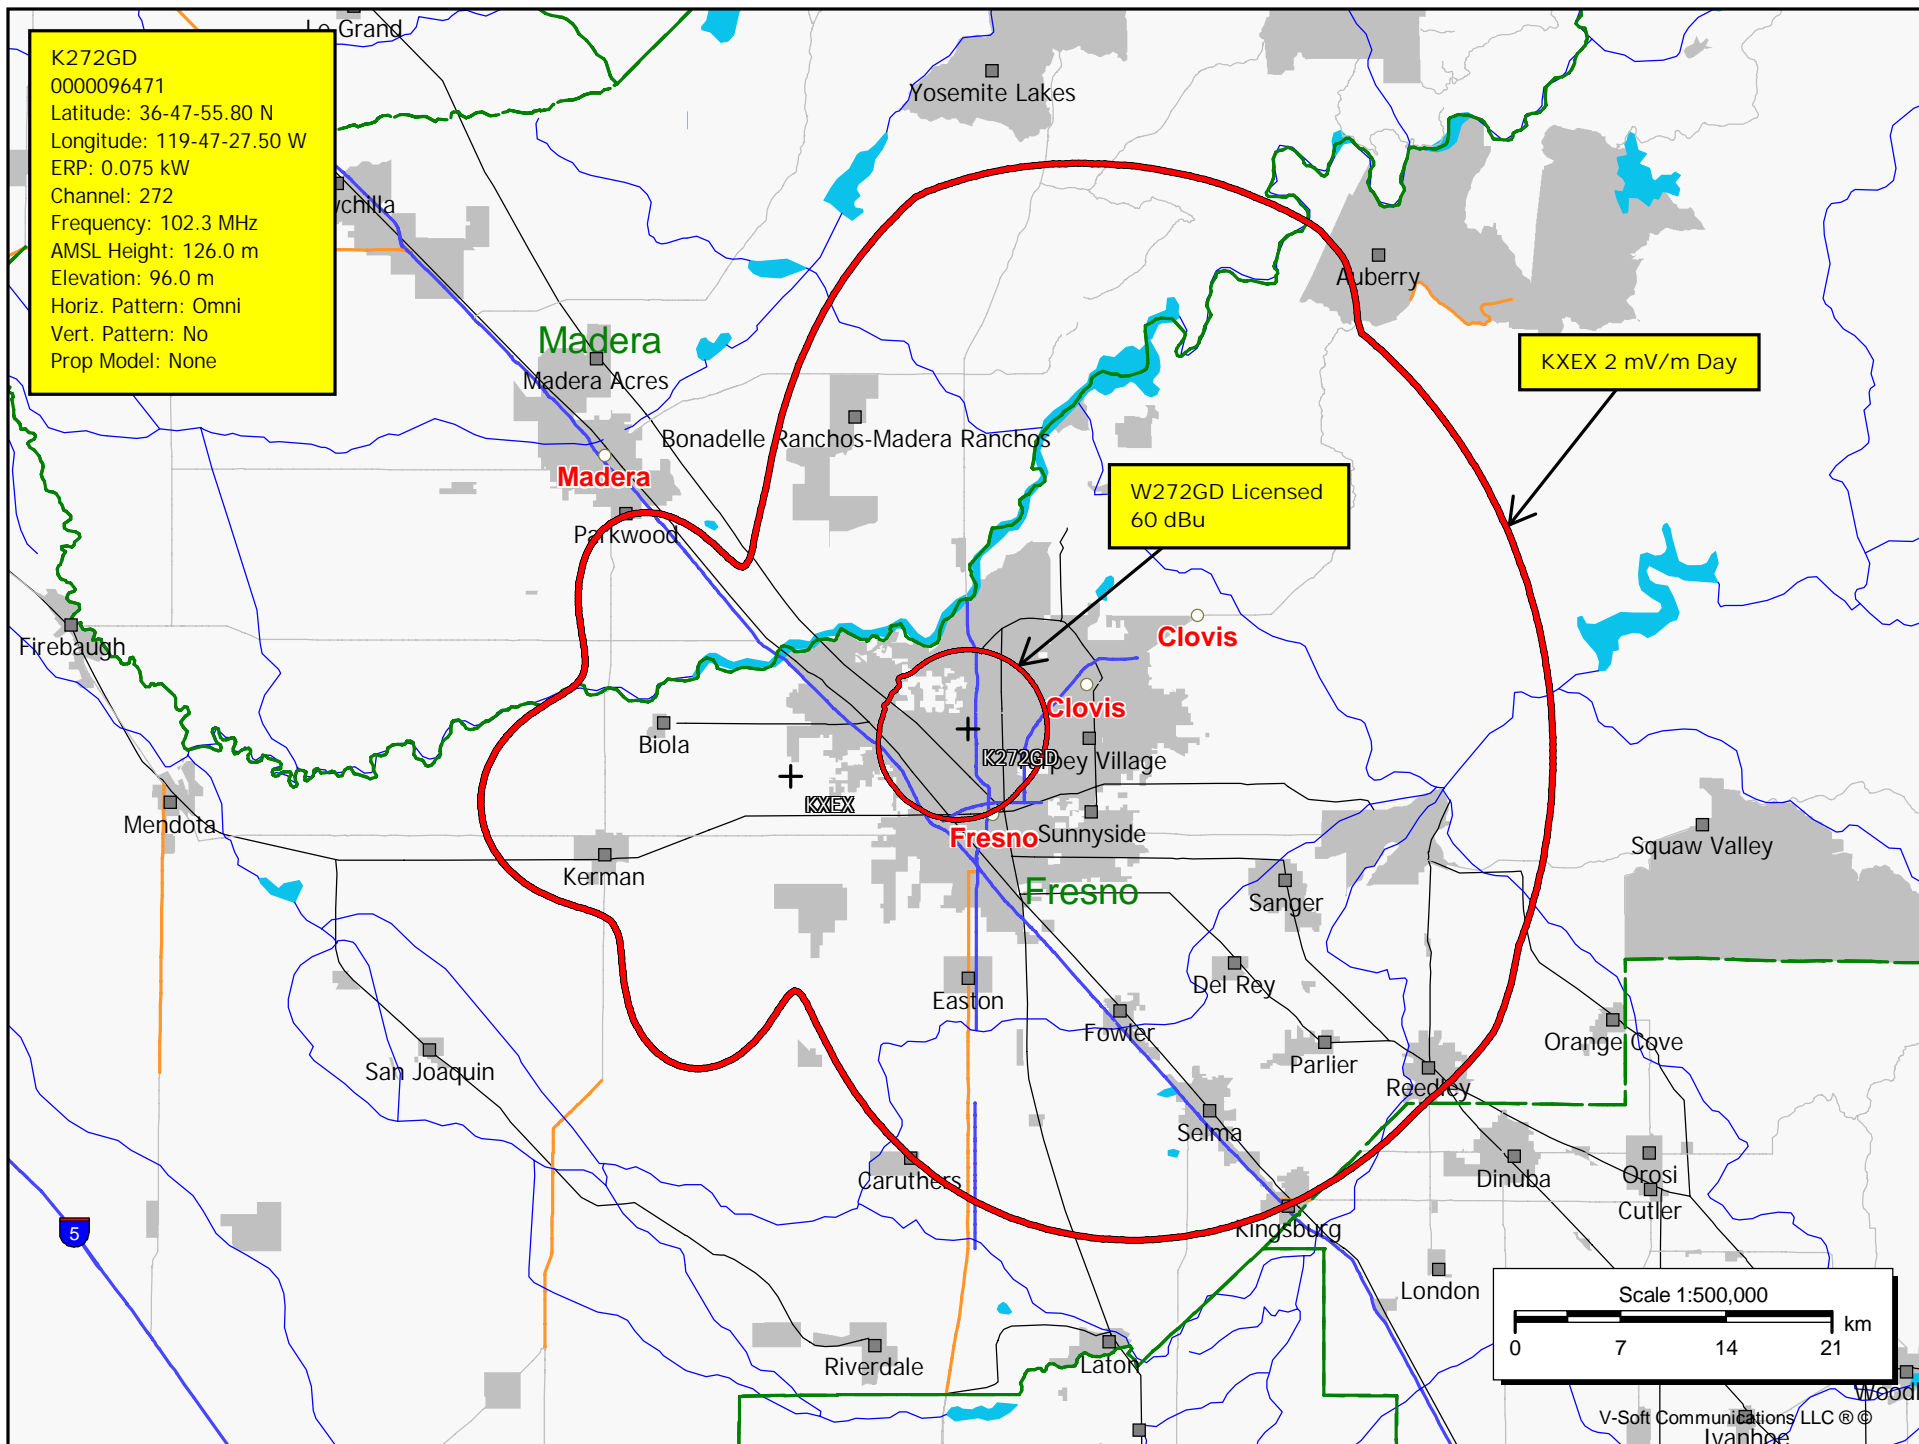 Le Grand
K272GD
0000096471
Latitude: 36-47-55.80 N
Longitude: 119-47-27.50 W
ERP: 0.075 kW
Channel: 272
Frequency: 102.3 MHz
AMSL Height: 126.0 m
Elevation: 96.0 m
Horiz. Pattern: Omni
Vert. Pattern: No
Prop Model: None
Yosemite Lakes
wchilla
Auberry
Madera
Madera Acres
KXEX 2 mV/m Day
Bonadelle Ranchos-Madera Ranchos
Madera
W272GD Licensed
60 dBu
Parkwood
Firebaugh
Clovis
Clovis
Biola
K272GD
rpey Village
KXEX
Mendota
Fresno
Sunnyside
Squaw Valley
Kerman
Fresno
Sanger
Del Rey
Easton
Fowler
Orange Cove
Parlier
San Joaquin
Reedley
Selma
Caruthers
Dinuba
Orosi
Cutler
Kingsburg
5
London
Scale 1:500,000
km
0 7 14 21
Riverdale
Laton
Woodl
V-Soft Communications LLC ® ©
Ivanhoe